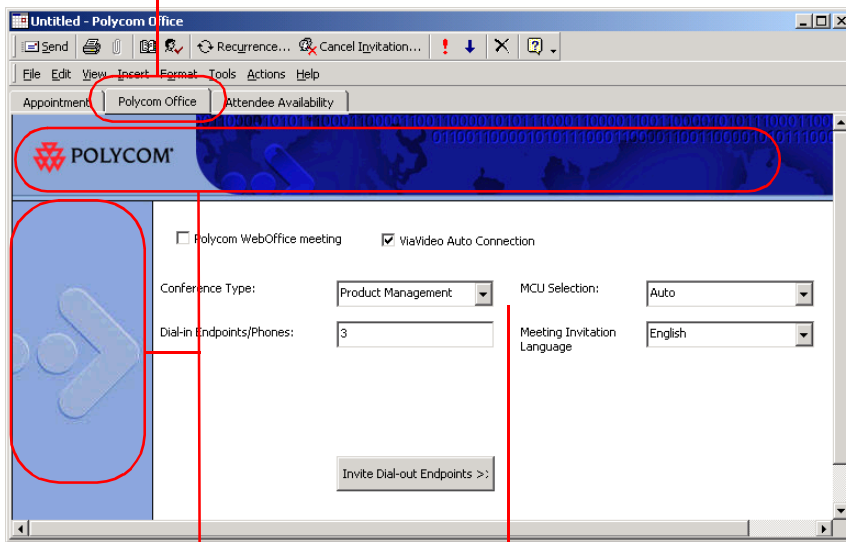 Untitled - Polycom Office
Send Recurrence... Cancel Invitation...
File Edit View Insert Format Tools Actions Help
Appointment Polycom Office Attendee Availability
POLYCOM
Polycom WebOffice meeting ViaVideo Auto Connection
Conference Type: Product Management MCU Selection: Auto
Dial-in Endpoints/Phones: 3 Meeting Invitation Language English
Invite Dial-out Endpoints >: